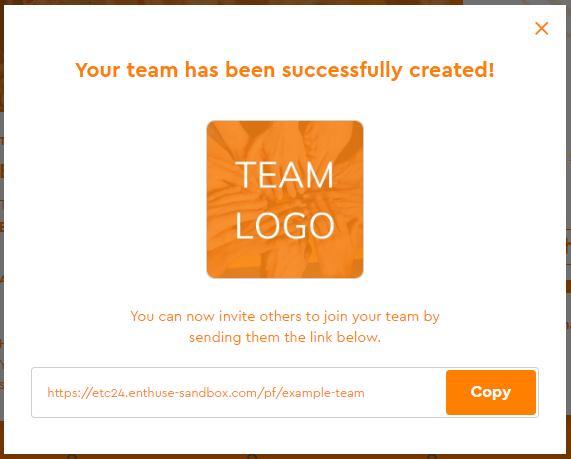 Your team has been successfully created!
TEAM
LOGO
You can now invite others to join your team by
sending them the link below.
https://etc24.enthuse-sandbox.com/pf/example-team
Copy